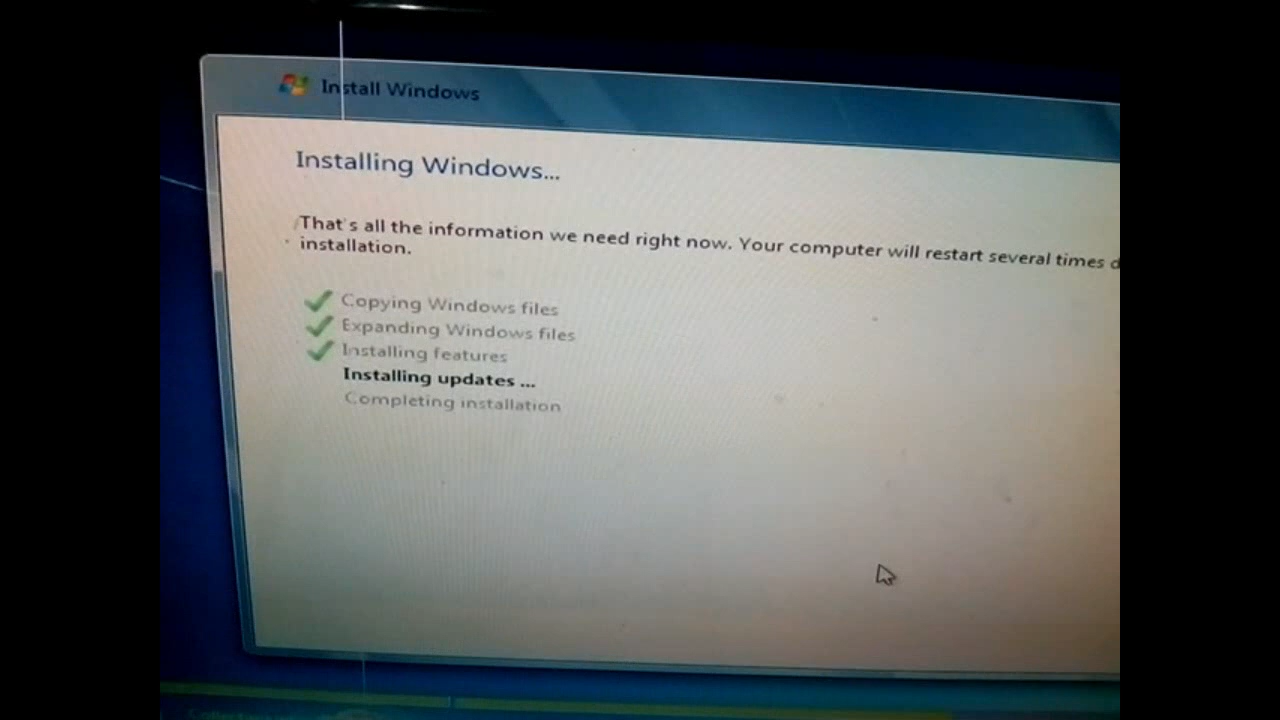 Install Windows
Installing Windows...
That's all the information we need right now. Your computer will restart several times
installation.
Copying Windows files
Expanding Windows files
Installing features
Installing updates ...
Completing installation